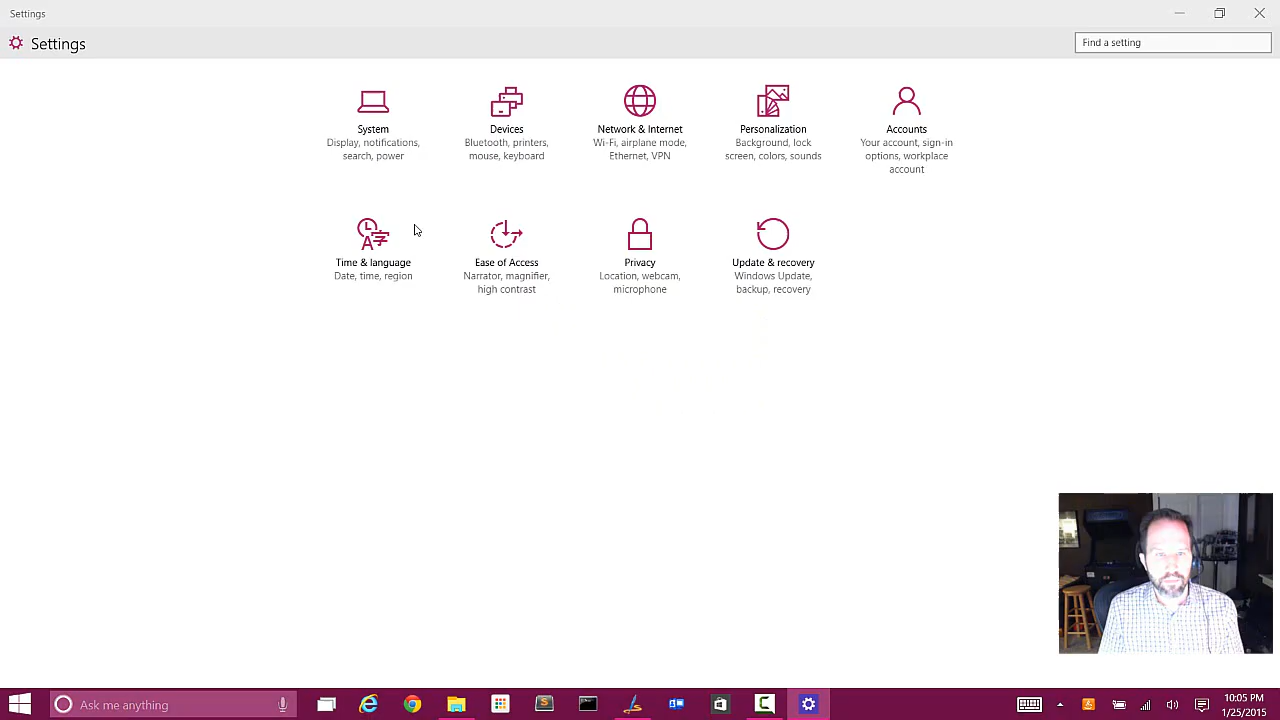 Settings
Settings
Find a setting
System
Display, notifications,
search, power
Devices
Bluetooth, printers,
mouse, keyboard
Network & Internet
Wi-Fi, airplane mode,
Ethernet, VPN
Personalization
Background, lock
screen, colors, sounds
Accounts
Your account, sign-in
options, workplace
account
Time & language
Date, time, region
Ease of Access
Narrator, magnifier,
high contrast
Privacy
Location, webcam,
microphone
Update & recovery
Windows Update,
backup, recovery
Ask me anything
10:05 PM
1/25/2015